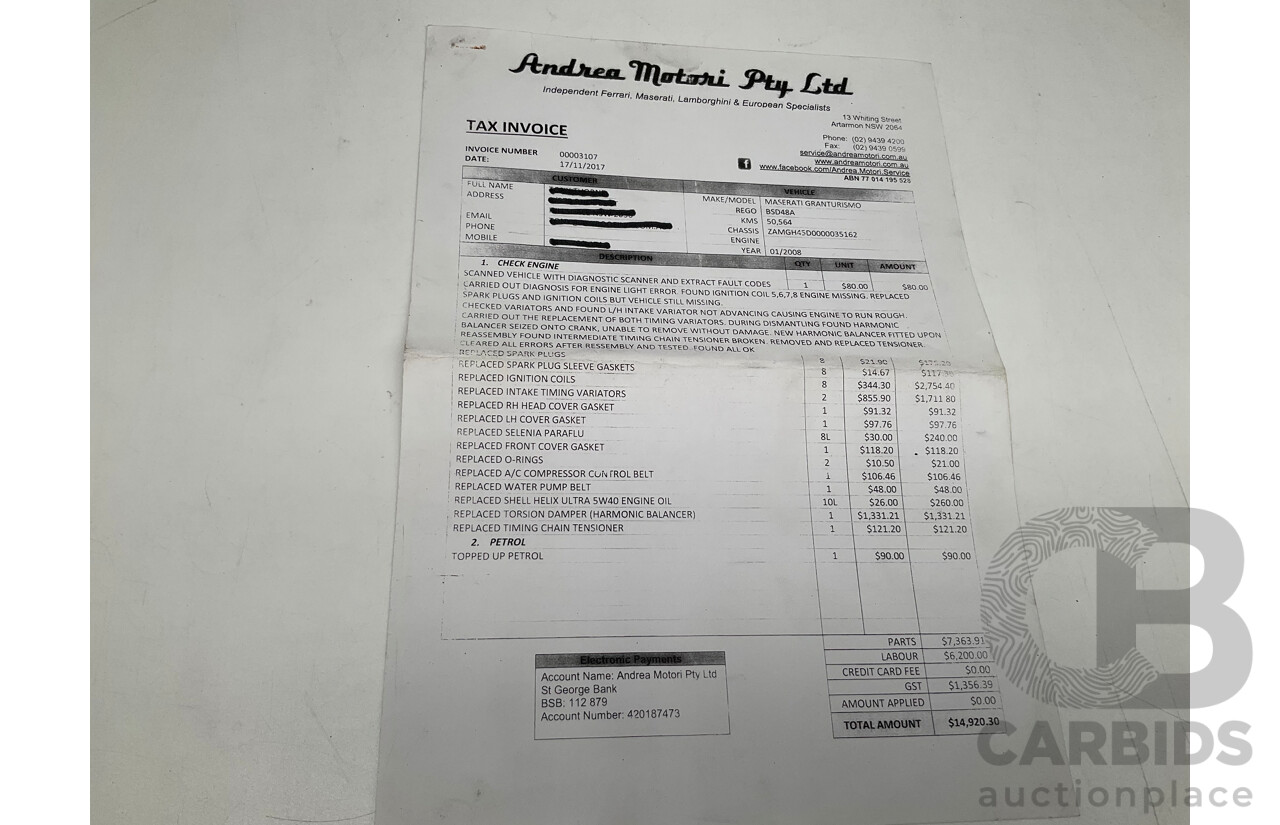 Andrea Motori Pty Ltd
Independent Ferrari, Maserati, Lamborghini & European Specialists
13 Whiting Street
Artarmon NSW 2064
TAX INVOICE
Phone: (02) 9439 4200
Fax: (02) 9439 0599
service@andreamotori.com.au
www.andreamotori.com.au
f www.facebook.com/Andrea.Motori.Service
ABN 77 014 195 528
INVOICE NUMBER 00003107
DATE: 17/11/2017
CUSTOMER VEHICLE
FULL NAME
ADDRESS
EMAIL
PHONE
MOBILE
MAKE/MODEL MASERATI GRANTURISMO
REGO BSD48A
KMS 50,564
CHASSIS ZAMGH45D0000035162
ENGINE
YEAR 01/2008
DESCRIPTION QTY UNIT AMOUNT
1. CHECK ENGINE
SCANNED VEHICLE WITH DIAGNOSTIC SCANNER AND EXTRACT FAULT CODES 1 $80.00 $80.00
CARRIED OUT DIAGNOSIS FOR ENGINE LIGHT ERROR. FOUND IGNITION COIL 5,6,7,8 ENGINE MISSING. REPLACED
SPARK PLUGS AND IGNITION COILS BUT VEHICLE STILL MISSING.
CHECKED VARIATORS AND FOUND L/H INTAKE VARIATOR NOT ADVANCING CAUSING ENGINE TO RUN ROUGH.
CARRIED OUT THE REPLACEMENT OF BOTH TIMING VARIATORS. DURING DISMANTLING FOUND HARMONIC
BALANCER SEIZED ONTO CRANK, UNABLE TO REMOVE WITHOUT DAMAGE. NEW HARMONIC BALANCER FITTED UPON
REASSEMBLY FOUND INTERMEDIATE TIMING CHAIN TENSIONER BROKEN. REMOVED AND REPLACED TENSIONER.
CLEARED ALL ERRORS AFTER RESSEMBLY AND TESTED. FOUND ALL OK
REPLACED SPARK PLUGS 8 $21.90 $175.20
REPLACED SPARK PLUG SLEEVE GASKETS 8 $14.67 $117.36
REPLACED IGNITION COILS 8 $344.30 $2,754.40
REPLACED INTAKE TIMING VARIATORS 2 $855.90 $1,711.80
REPLACED RH HEAD COVER GASKET 1 $91.32 $91.32
REPLACED LH COVER GASKET 1 $97.76 $97.76
REPLACED SELENIA PARAFLU 8L $30.00 $240.00
REPLACED FRONT COVER GASKET 1 $118.20 $118.20
REPLACED O-RINGS 2 $10.50 $21.00
REPLACED A/C COMPRESSOR CONTROL BELT 1 $106.46 $106.46
REPLACED WATER PUMP BELT 1 $48.00 $48.00
REPLACED SHELL HELIX ULTRA 5W40 ENGINE OIL 10L $26.00 $260.00
REPLACED TORSION DAMPER (HARMONIC BALANCER) 1 $1,331.21 $1,331.21
REPLACED TIMING CHAIN TENSIONER 1 $121.20 $121.20
2. PETROL
TOPPED UP PETROL 1 $90.00 $90.00
PARTS $7,363.91
LABOUR $6,200.00
CREDIT CARD FEE $0.00
GST $1,356.39
AMOUNT APPLIED $0.00
TOTAL AMOUNT $14,920.30
Electronic Payments
Account Name: Andrea Motori Pty Ltd
St George Bank
BSB: 112 879
Account Number: 420187473
CB
CARBIDS
auctionplace